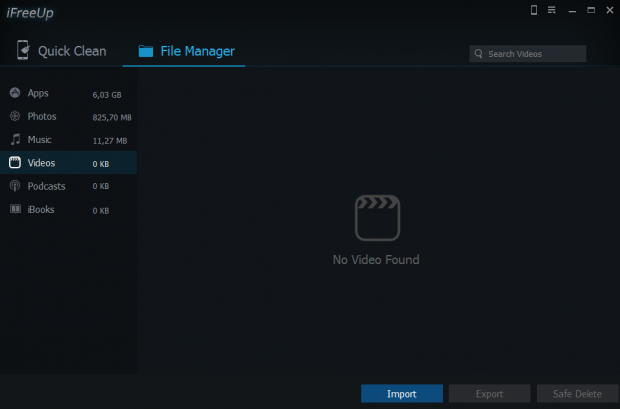 iFreeUp
Quick Clean
File Manager
Search Videos
Apps 6,03 GB
Photos 825,70 MB
Music 11,27 MB
Videos 0 KB
Podcasts 0 KB
iBooks 0 KB
No Video Found
Import Export Safe Delete